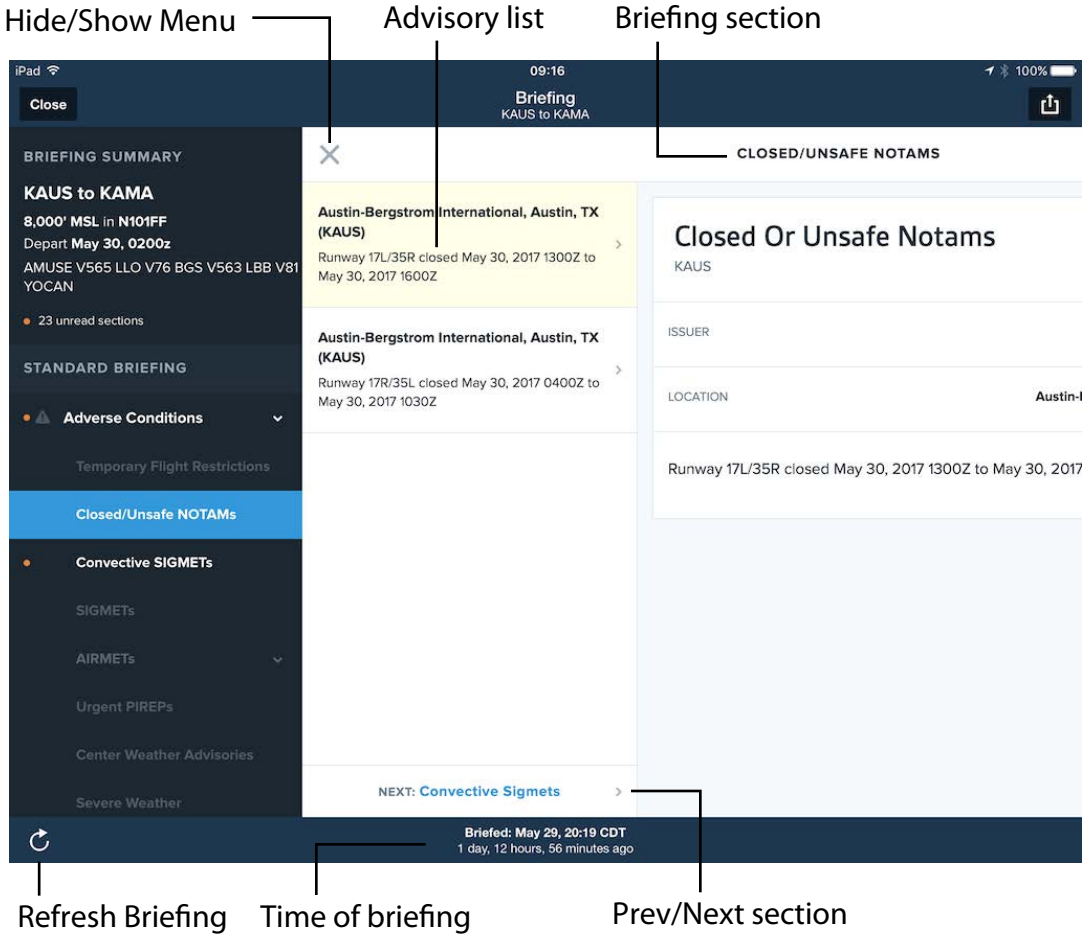 Hide/Show Menu
Advisory list
Briefing section
iPad
09:16
100%
Close
Briefing
KAUS to KAMA
BRIEFING SUMMARY
KAUS to KAMA
8,000' MSL in N101FF
Depart May 30, 0200z
AMUSE V565 LLO V76 BGS V563 LBB V81
YOCAN
23 unread sections
STANDARD BRIEFING
Adverse Conditions
Temporary Flight Restrictions
Closed/Unsafe NOTAMs
Convective SIGMETs
SIGMETs
AIRMETs
Urgent PIREPs
Center Weather Advisories
Severe Weather
Austin-Bergstrom International, Austin, TX
(KAUS)
Runway 17L/35R closed May 30, 2017 1300Z to
May 30, 2017 1600Z
Austin-Bergstrom International, Austin, TX
(KAUS)
Runway 17R/35L closed May 30, 2017 0400Z to
May 30, 2017 1030Z
NEXT: Convective Sigmets
CLOSED/UNSAFE NOTAMS
Closed Or Unsafe Notams
KAUS
ISSUER
LOCATION
Austin-
Runway 17L/35R closed May 30, 2017 1300Z to May 30, 2017
Briefed: May 29, 20:19 CDT
1 day, 12 hours, 56 minutes ago
Refresh Briefing
Time of briefing
Prev/Next section